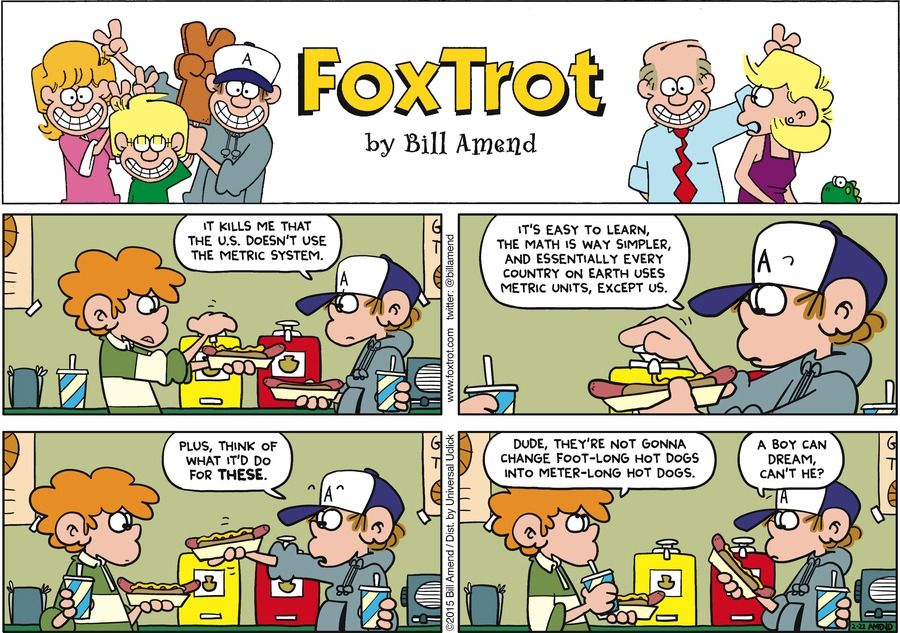 A
FOXTROT
by Bill Amend
IT KILLS ME THAT
THE U.S. DOESN'T USE
THE METRIC SYSTEM.
A
G
T
www.foxtrot.com twitter: @billamend
IT'S EASY TO LEARN,
THE MATH IS WAY SIMPLER,
AND ESSENTIALLY EVERY
COUNTRY ON EARTH USES
METRIC UNITS, EXCEPT US.
A
PLUS, THINK OF
WHAT IT'D DO
FOR THESE.
A
G
T
©2015 Bill Amend / Dist. by Universal Uclick
DUDE, THEY'RE NOT GONNA
CHANGE FOOT-LONG HOT DOGS
INTO METER-LONG HOT DOGS.
A BOY CAN
DREAM,
CAN'T HE?
A
G
2-22 AMEND